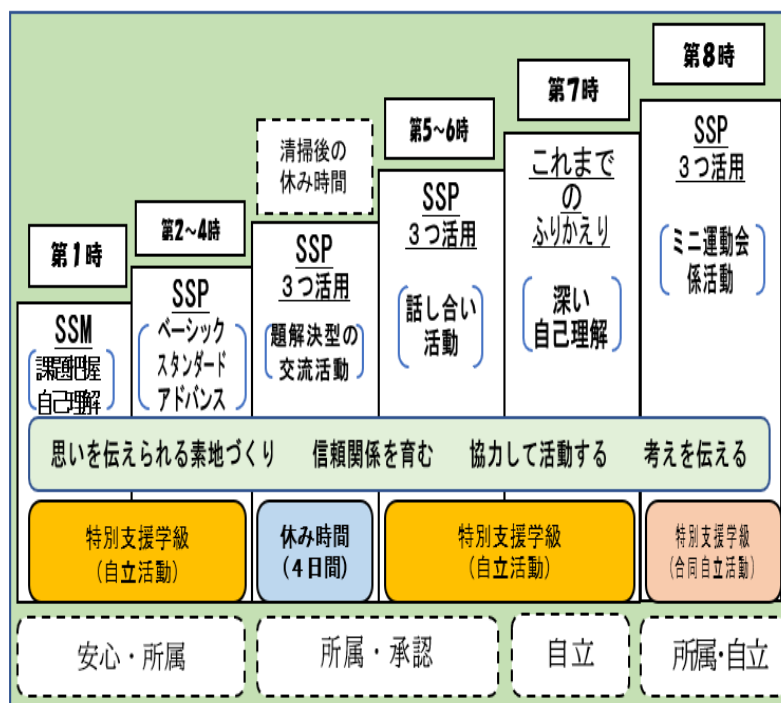 第1時
SSM
課題把握
自己理解
第2~4時
SSP
ベーシック
スタンダード
アドバンス
清掃後の
休み時間
SSP
3つ活用
題解決型の
交流活動
第5~6時
SSP
3つ活用
話し合い
活動
第7時
これまで
の
ふりかえり
深い
自己理解
第8時
SSP
3つ活用
ミニ運動会
係活動
思いを伝えられる素地づくり 信頼関係を育む 協力して活動する 考えを伝える
特別支援学級
(自立活動)
休み時間
(4日間)
特別支援学級
(自立活動)
特別支援学級
(合同自立活動)
安心・所属
所属・承認
自立
所属・自立